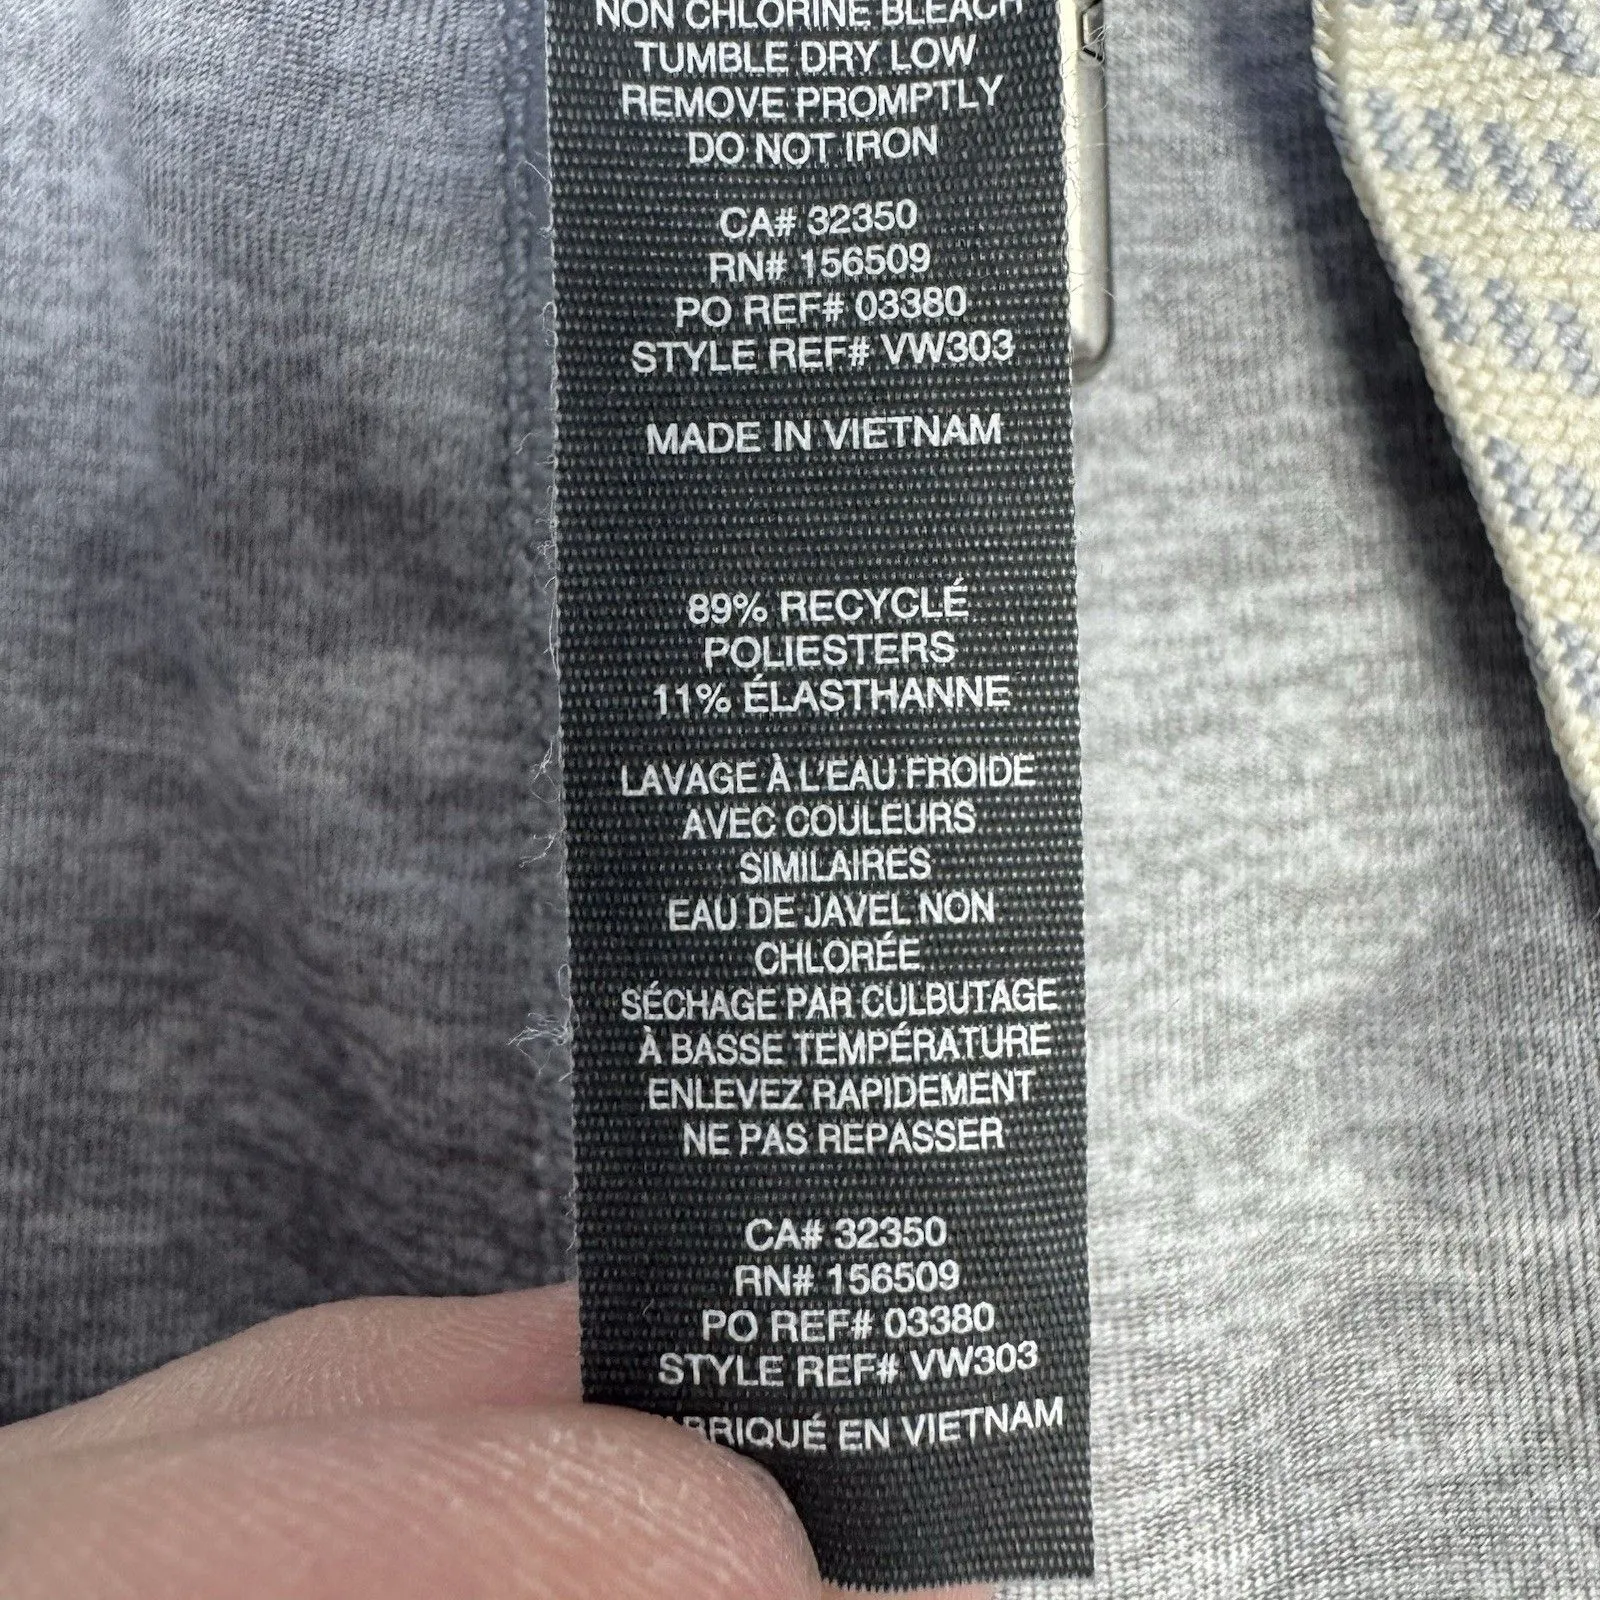 NON CHLORINE BLEACH
TUMBLE DRY LOW
REMOVE PROMPTLY
DO NOT IRON
CA# 32350
RN# 156509
PO REF# 03380
STYLE REF# VW303
MADE IN VIETNAM
89% RECYCLÉ
POLIESTERS
11% ÉLASTHANNE
LAVAGE À L'EAU FROIDE
AVEC COULEURS
SIMILAIRES
EAU DE JAVEL NON
CHLORÉE
SÉCHAGE PAR CULBUTAGE
À BASSE TEMPÉRATURE
ENLEVEZ RAPIDEMENT
NE PAS REPASSER
CA# 32350
RN# 156509
PO REF# 03380
STYLE REF# VW303
ABRIQUÉ EN VIETNAM